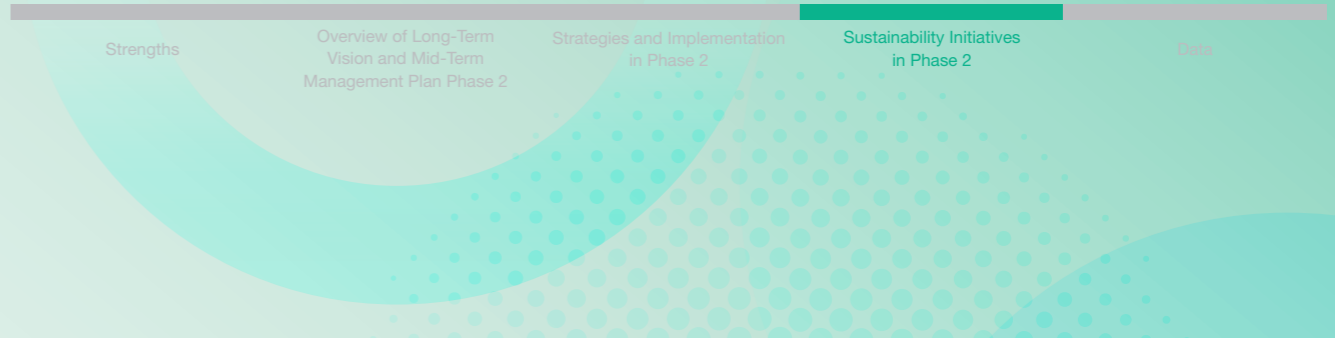 Strengths
Overview of Long-Term
Vision and Mid-Term
Management Plan Phase 2
Strategies and Implementation
in Phase 2
Sustainability Initiatives
in Phase 2
Data